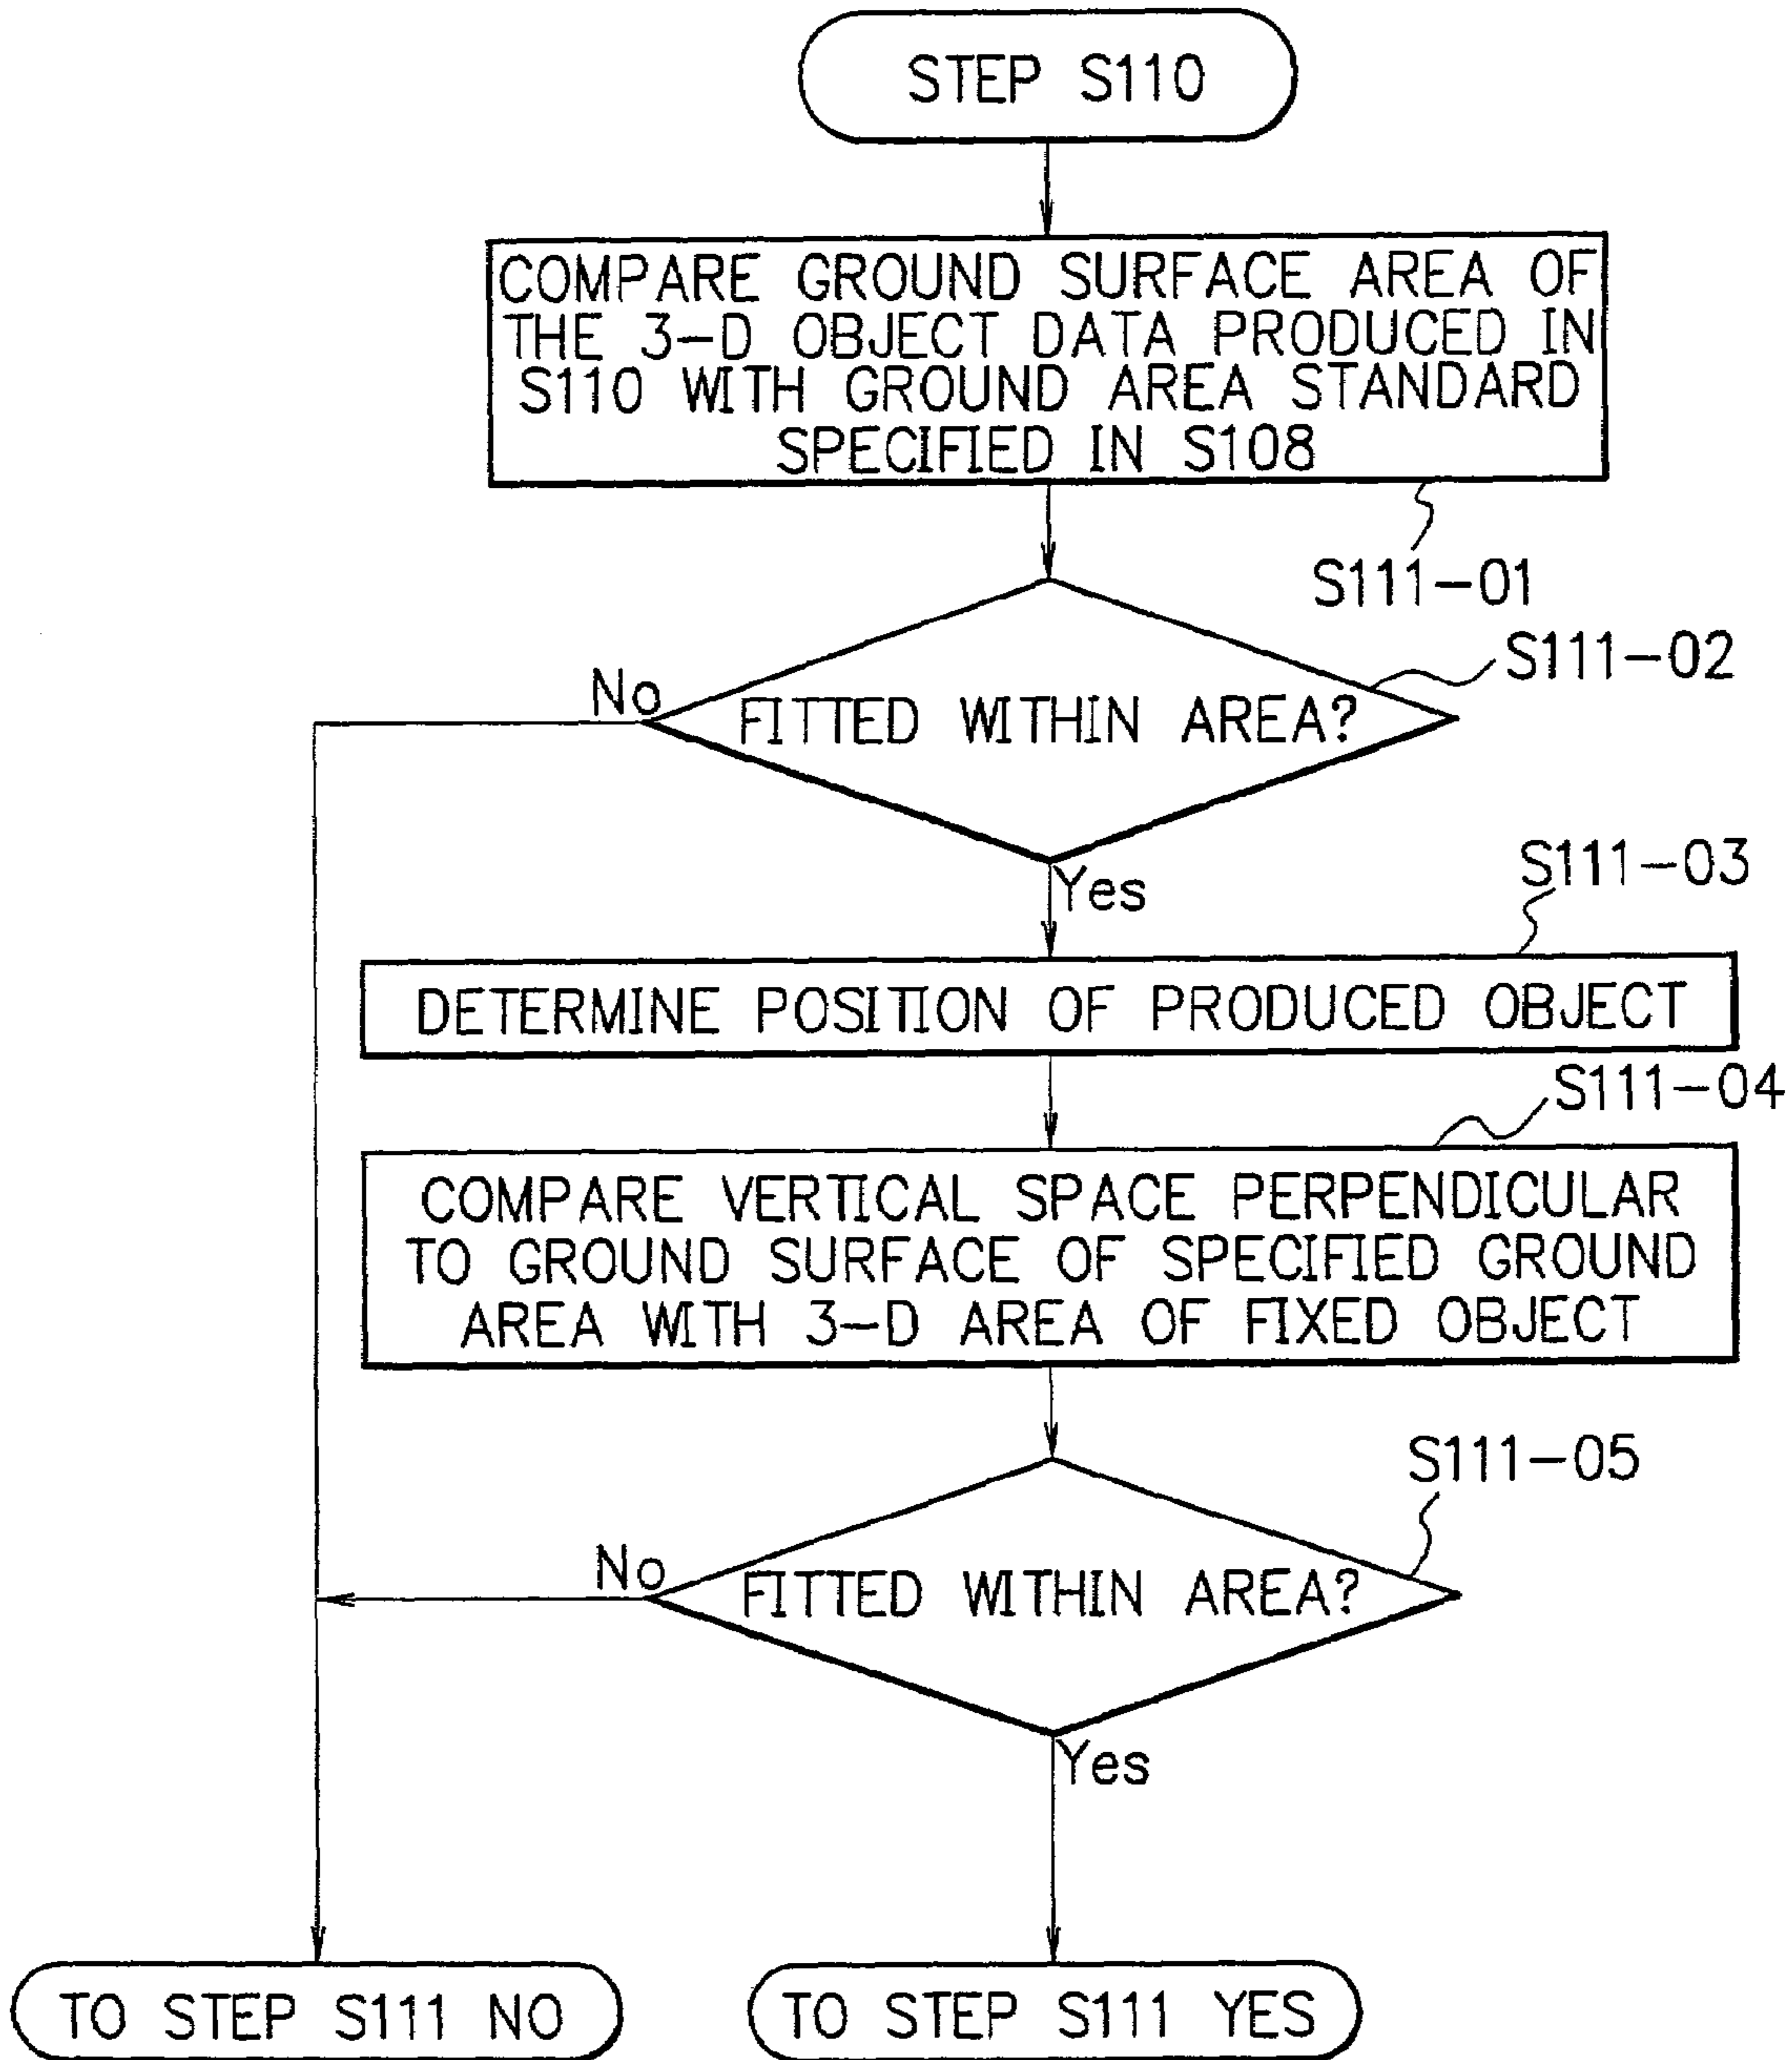 STEP S110
COMPARE GROUND SURFACE AREA OF
THE 3-D OBJECT DATA PRODUCED IN
S110 WITH GROUND AREA STANDARD
SPECIFIED IN S108
S111-01
S111-02
No
FITTED WITHIN AREA?
Yes
S111-03
DETERMINE POSITION OF PRODUCED OBJECT
S111-04
COMPARE VERTICAL SPACE PERPENDICULAR
TO GROUND SURFACE OF SPECIFIED GROUND
AREA WITH 3-D AREA OF FIXED OBJECT
S111-05
No
FITTED WITHIN AREA?
Yes
TO STEP S111 NO
TO STEP S111 YES